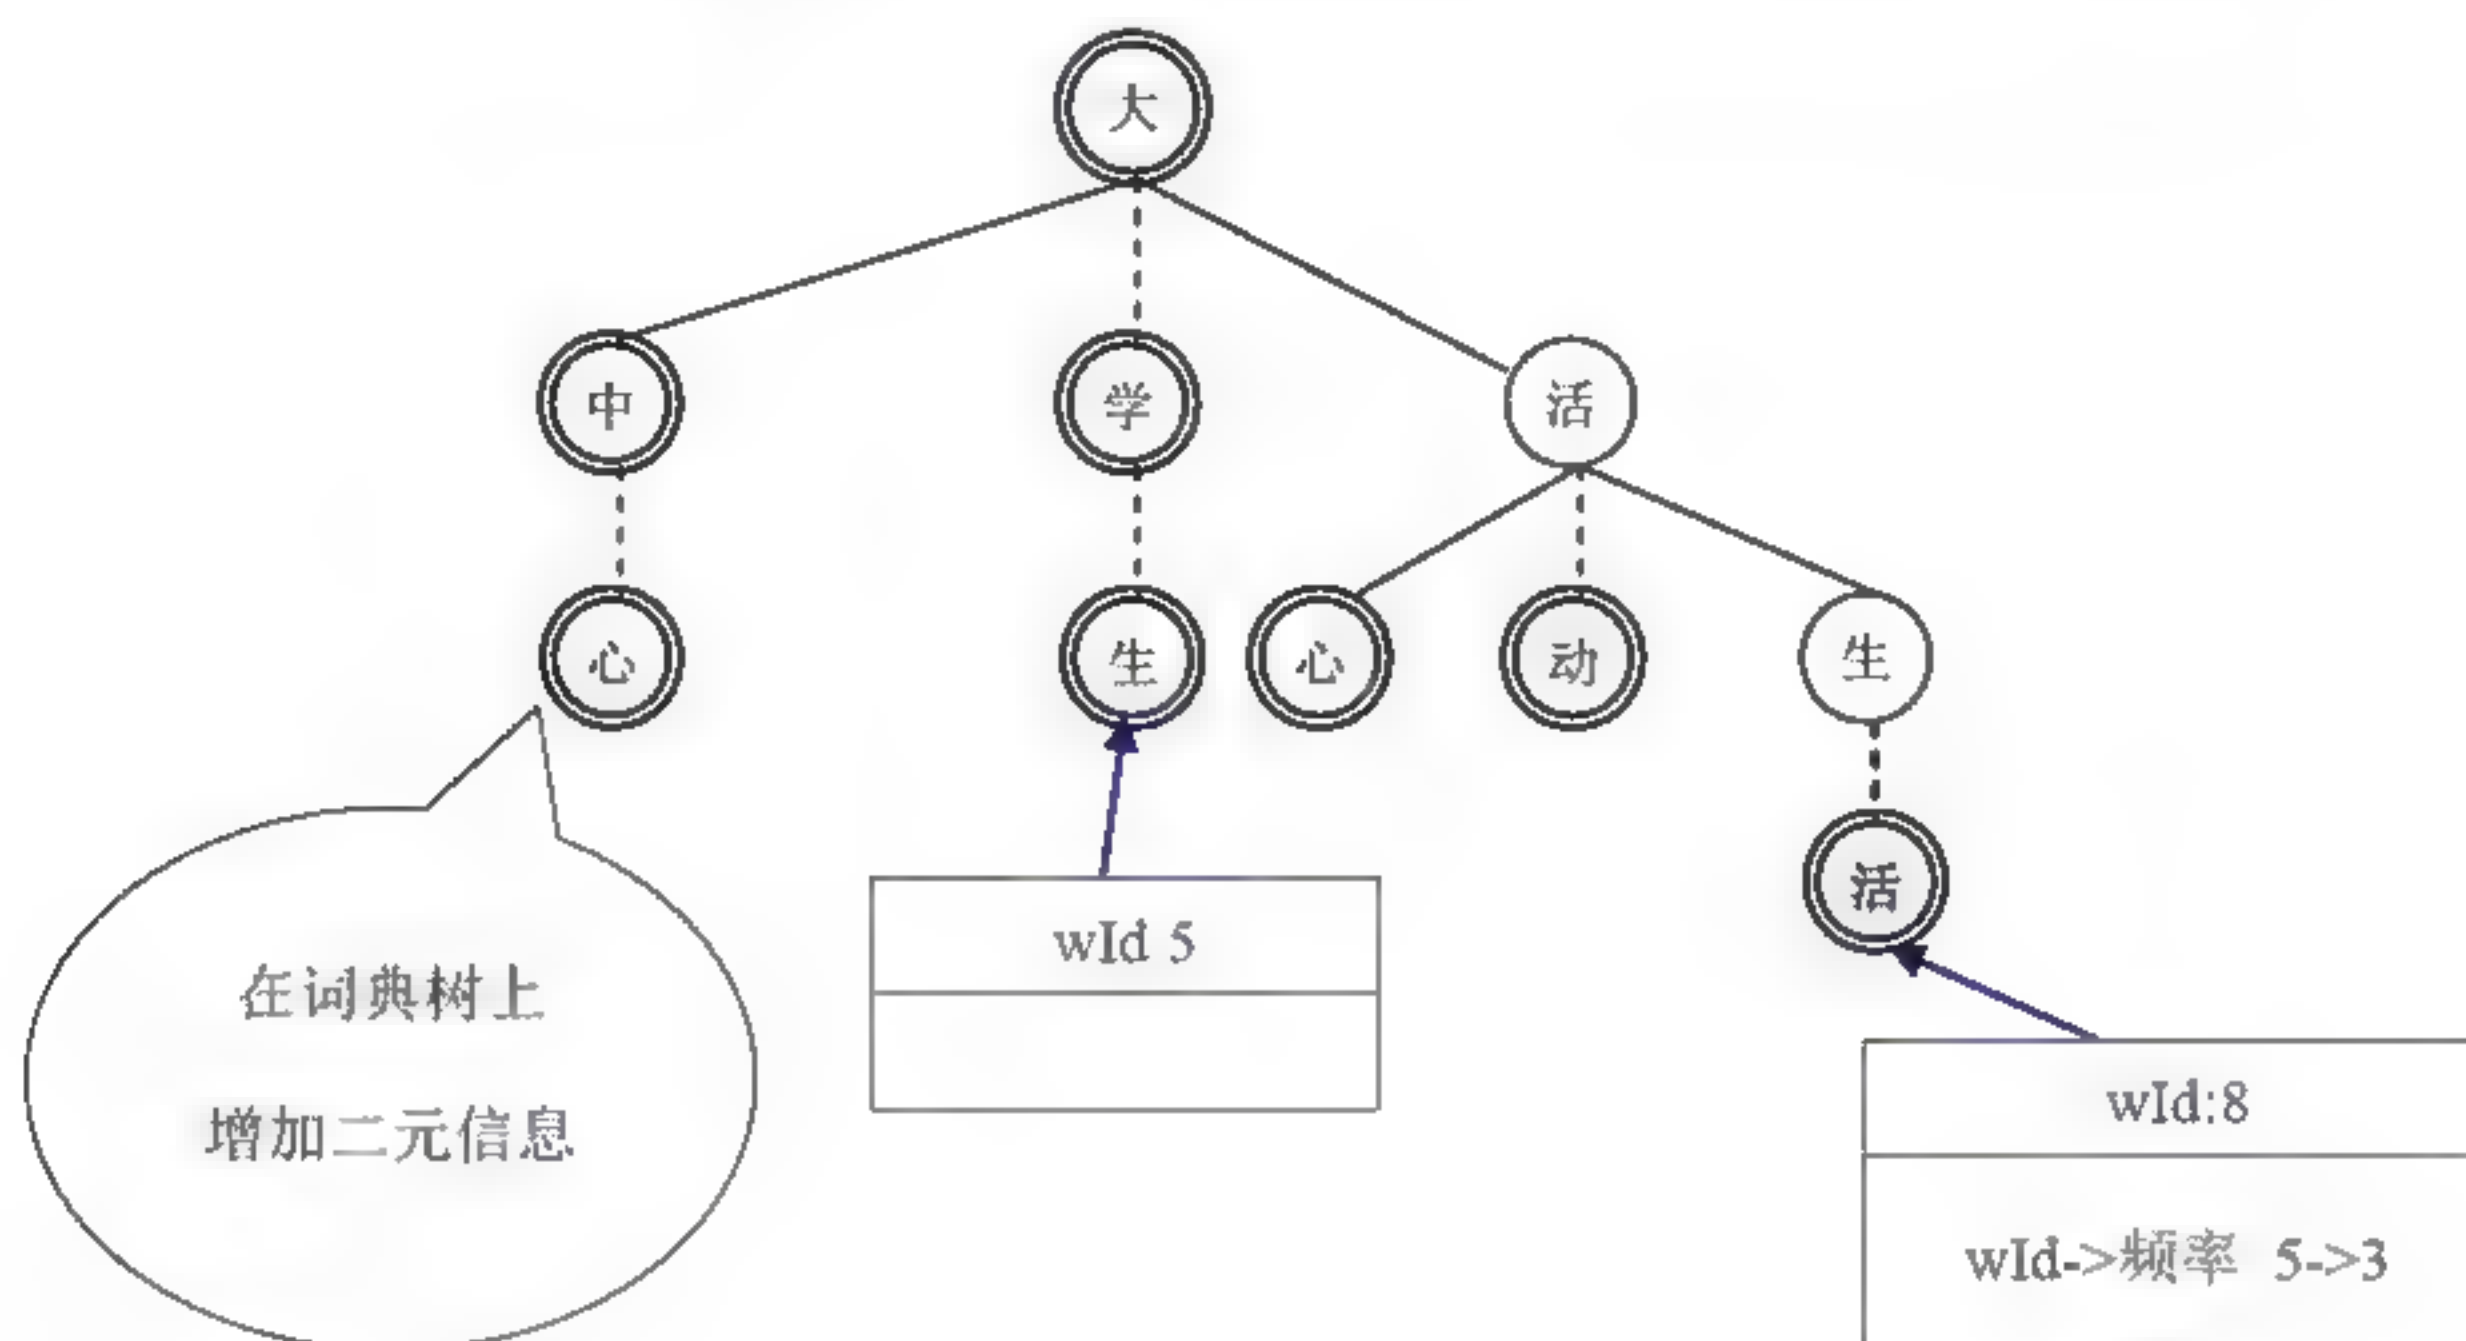 大
中 学 活
心 生 心 动 生
活
wId 5
在词典树上
增加二元信息
wId:8
wId->频率 5->3